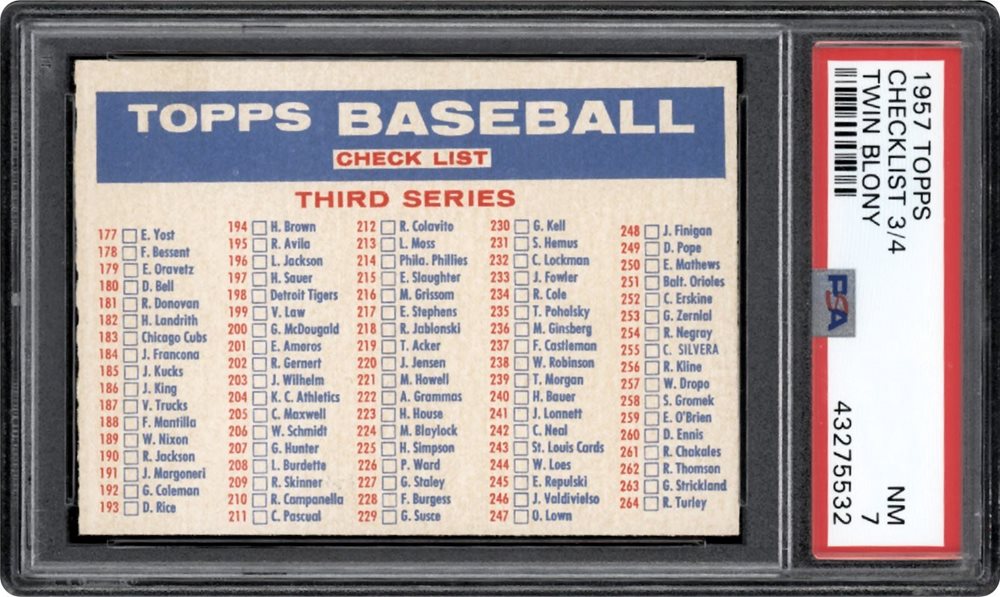 TOPPS BASEBALL
CHECK LIST
THIRD SERIES
177 E. Yost
178 F. Bessent
179 E. Oravetz
180 D. Bell
181 R. Donovan
182 H. Landrith
183 Chicago Cubs
184 J. Francona
185 J. Kucks
186 J. King
187 V. Trucks
188 F. Mantilla
189 W. Nixon
190 R. Jackson
191 J. Margoneri
192 G. Coleman
193 D. Rice
194 H. Brown
195 R. Avila
196 L. Jackson
197 H. Sauer
198 Detroit Tigers
199 V. Law
200 G. McDougald
201 E. Amoros
202 R. Gernert
203 J. Wilhelm
204 K. C. Athletics
205 C. Maxwell
206 W. Schmidt
207 G. Hunter
208 L. Burdette
209 R. Skinner
210 R. Campanella
211 C. Pascual
212 R. Colavito
213 L. Moss
214 Phila. Phillies
215 E. Slaughter
216 M. Grissom
217 E. Stephens
218 R. Jablonski
219 T. Acker
220 J. Jensen
221 M. Howell
222 A. Grammas
223 H. House
224 M. Blaylock
225 H. Simpson
226 P. Ward
227 G. Staley
228 F. Burgess
229 G. Susce
230 G. Kell
231 S. Hemus
232 C. Lockman
233 J. Fowler
234 R. Cole
235 T. Poholsky
236 M. Ginsberg
237 F. Castleman
238 W. Robinson
239 T. Morgan
240 H. Bauer
241 J. Lonnett
242 C. Neal
243 St. Louis Cards
244 W. Loes
245 E. Repulski
246 J. Valdivielso
247 O. Lown
248 J. Finigan
249 D. Pope
250 E. Mathews
251 Balt. Orioles
252 C. Erskine
253 G. Zernial
254 R. Negray
255 C. SILVERA
256 R. Kline
257 W. Dropo
258 S. Gromek
259 E. O'Brien
260 D. Ennis
261 R. Chakales
262 R. Thomson
263 G. Strickland
264 R. Turley
1957 TOPPS
CHECKLIST 3/4
TWIN BLONY
PSA
NM
7
43275532